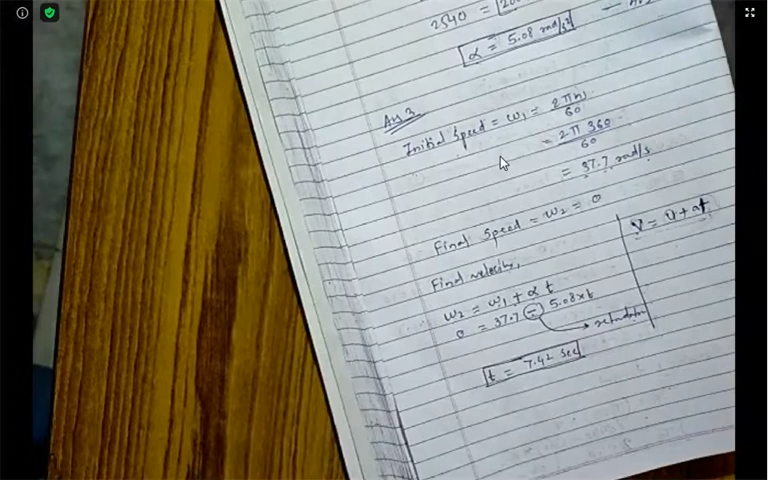 2540 =
α = 5.08 rad/s²
Ans 3
Initial Speed = ω₁ = 2πn/60
= 2π 360/60
= 37.7 rad/s
Final Speed = ω₂ = 0
V = U + at
Final velocity,
ω₂ = ω₁ + α t
0 = 37.7 - 5.08 x t
t = 7.42 sec